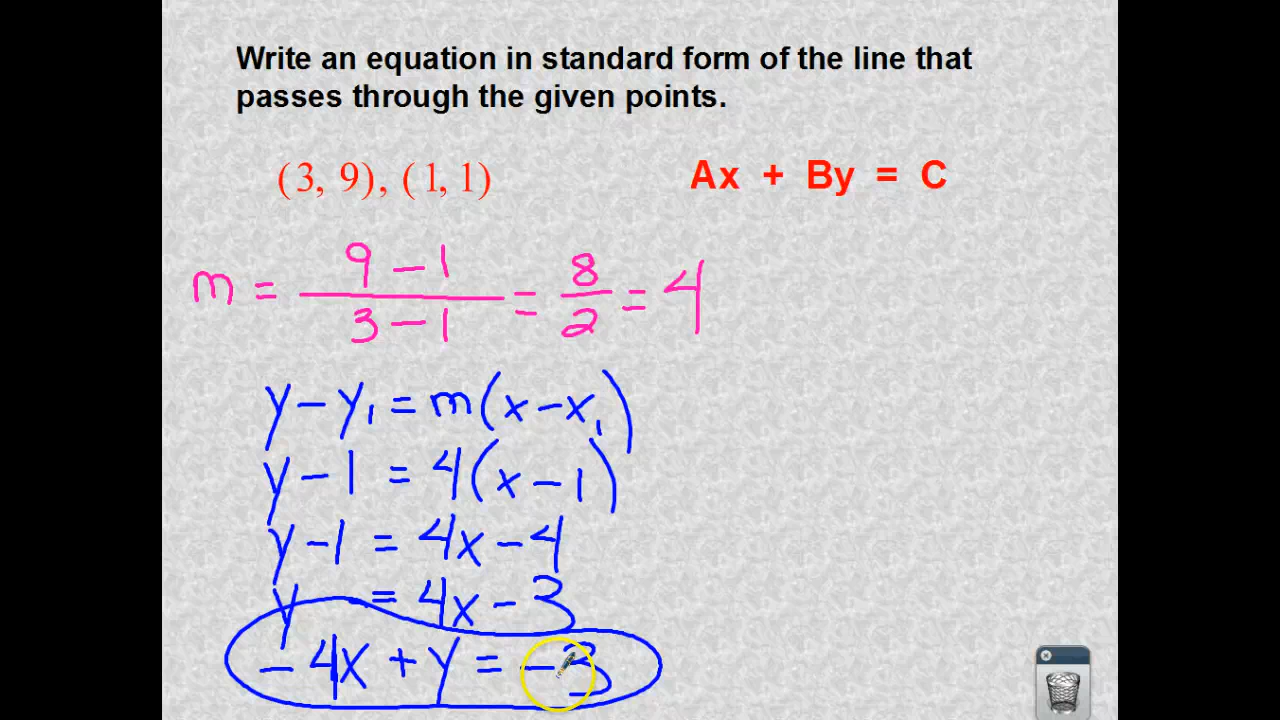 Write an equation in standard form of the line that
passes through the given points.
(3, 9), (1, 1)
Ax + By = C
m = 9 - 1 / 3 - 1 = 8 / 2 = 4
y - y₁ = m(x - x₁)
y - 1 = 4(x - 1)
y - 1 = 4x - 4
y = 4x - 3
-4x + y = -3